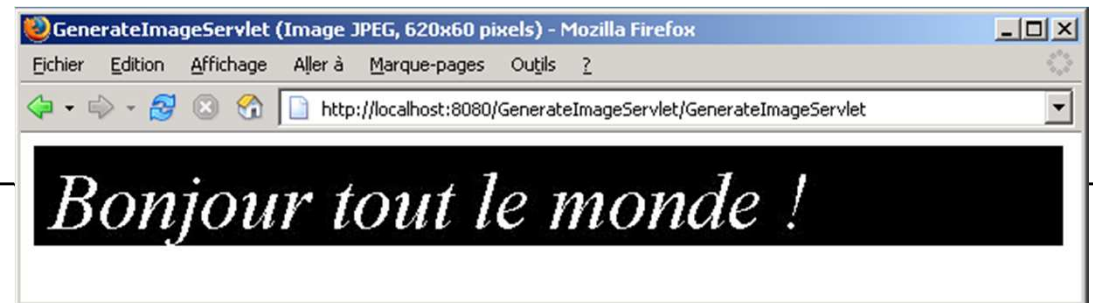 GenerateImageServlet (Image JPEG, 620x60 pixels) - Mozilla Firefox
Fichier Edition Affichage Aller à Marque-pages Outils ?
http://localhost:8080/GenerateImageServlet/GenerateImageServlet
Bonjour tout le monde !